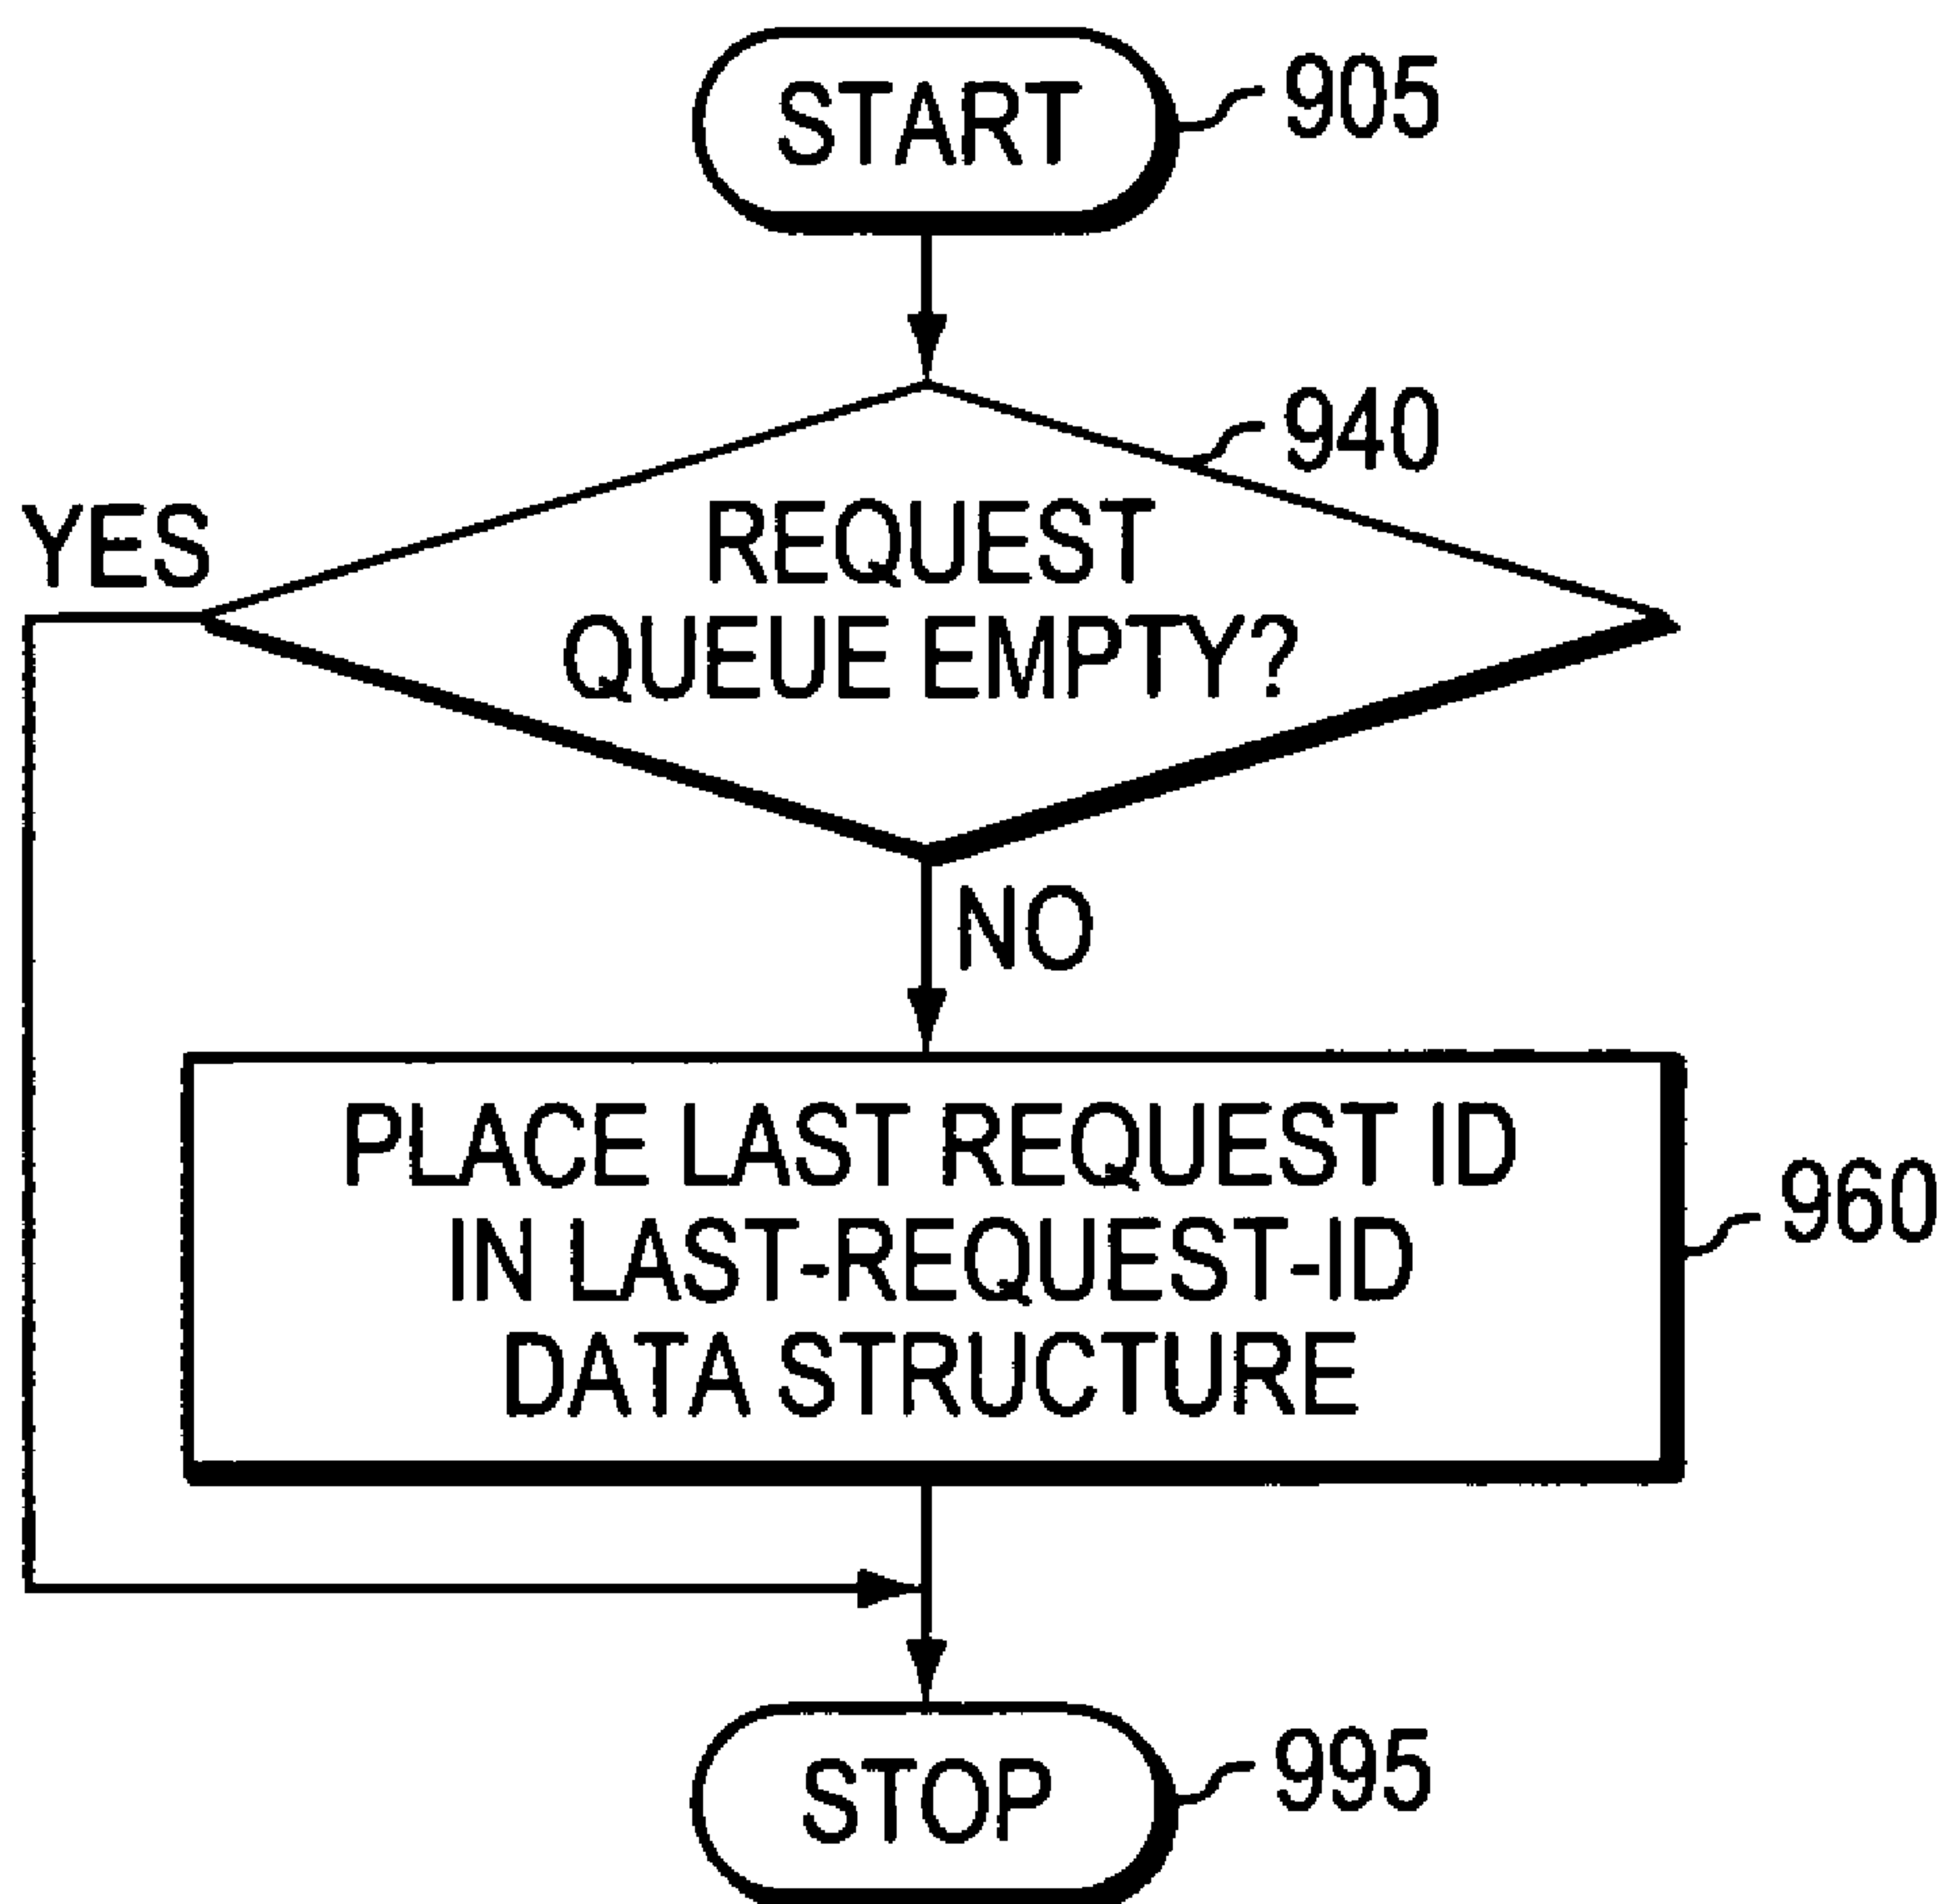 START
905
940
YES
REQUEST
QUEUE EMPTY?
NO
PLACE LAST REQUEST ID
IN LAST-REQUEST-ID
DATA STRUCTURE
960
STOP
995